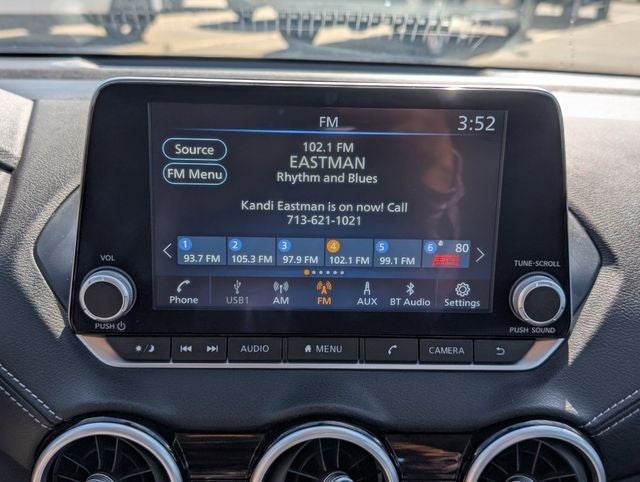 FM 3:52
Source
102.1 FM
EASTMAN
FM Menu
Rhythm and Blues
Kandi Eastman is on now! Call
713-621-1021
1 2 3 4 5 6 80
93.7 FM 105.3 FM 97.9 FM 102.1 FM 99.1 FM
Phone USB1 AM FM AUX BT Audio Settings
VOL
TUNE·SCROLL
PUSH
PUSH SOUND
AUDIO MENU CAMERA